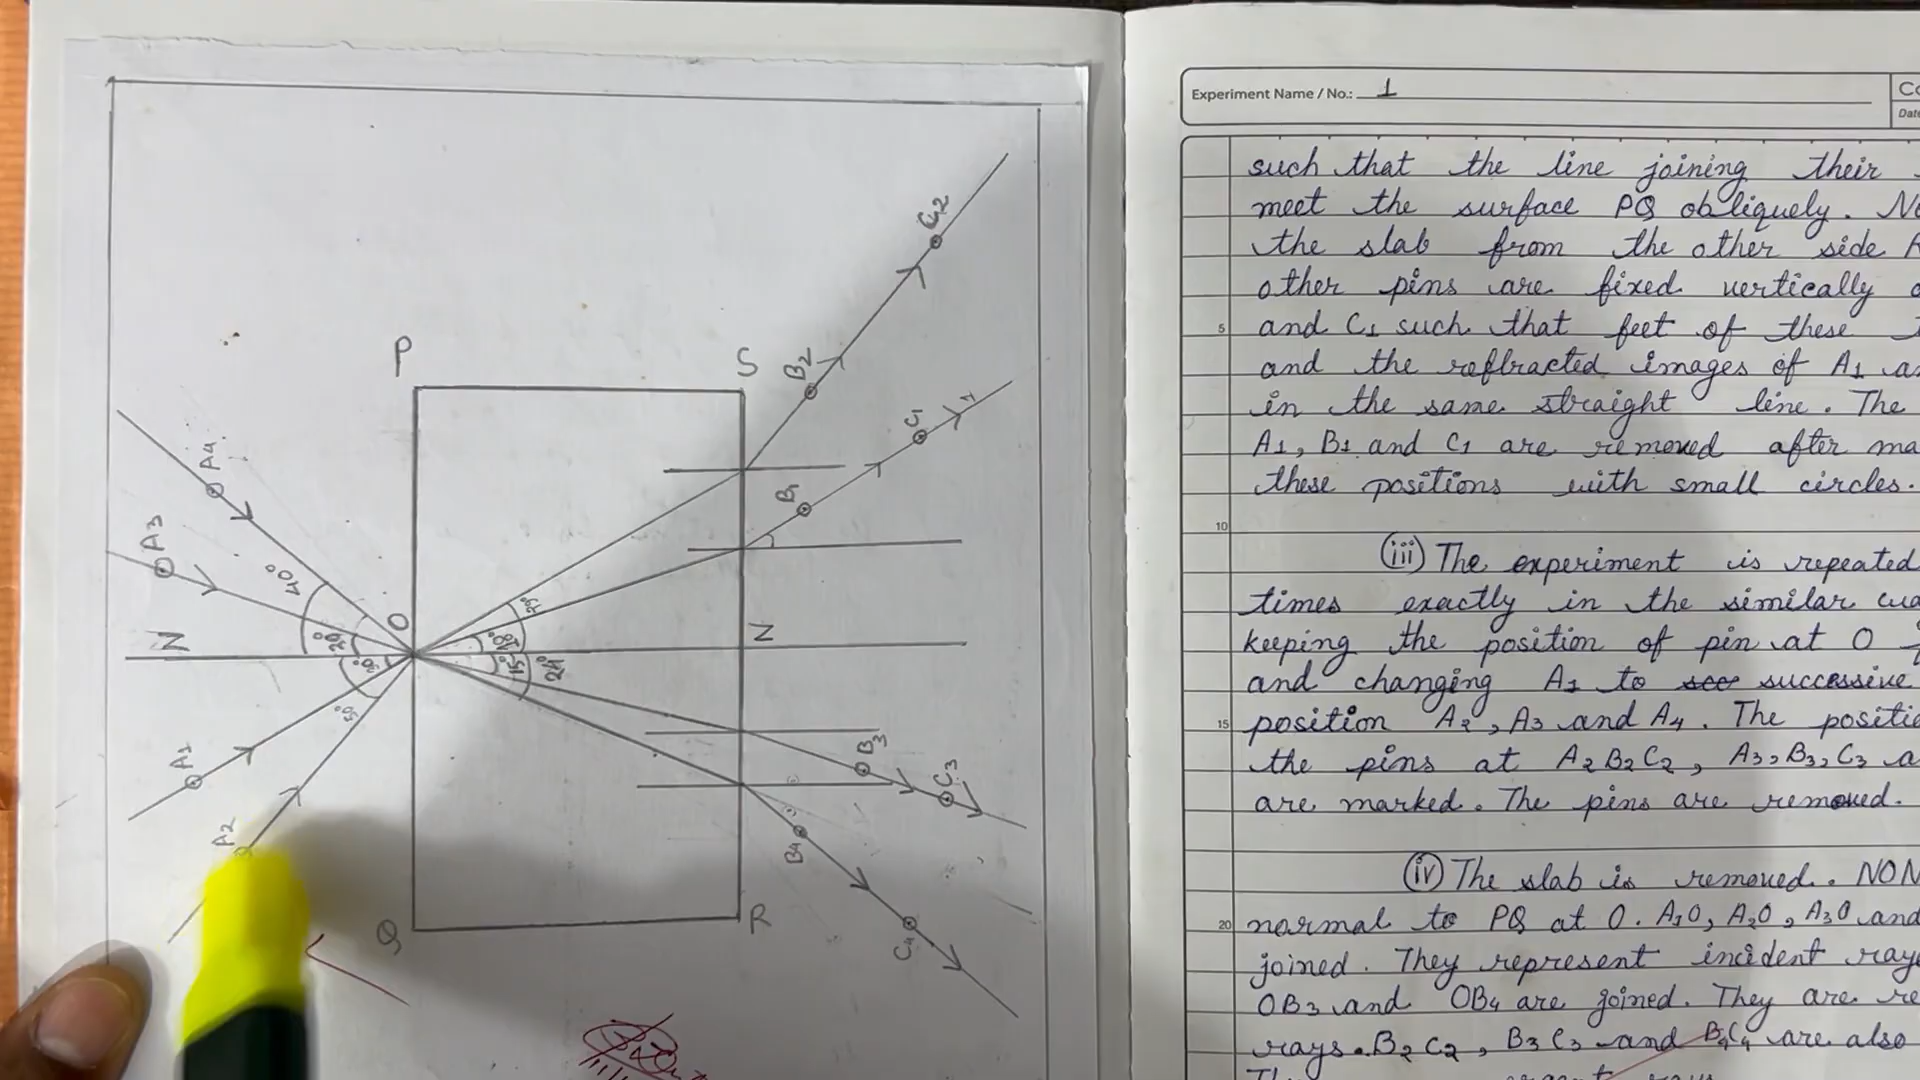 P
S
B2
C2
A4
A3
B1
C1
1
40°
O
N
20°
30°
18°
15°
24°
N
A1
A2
B3
C3
B4
C4
Q
R
Experiment Name / No.: 1
Date
such that the line joining their
meet the surface PQ obliquely.
the slab from the other side
other pins are fixed vertically
and C1 such that feet of these
and the reflracted images of A1
in the same straight line. The
A1, B1 and C1 are removed after
5
these positions with small circles.
10
(iii) The experiment is repeated
times exactly in the similar
keeping the position of pin at O
and changing A1 to successive
15
position A2, A3 and A4. The
the pins at A2B2C2, A3, B3, C3
are marked. The pins are removed.
(iv) The slab is removed. NON
20
normal to PQ at O. A1O, A2O, A3O and
joined. They represent incident
OB3 and OB4 are joined. They are
rays. B2C2, B3C3 and B4C4 are also